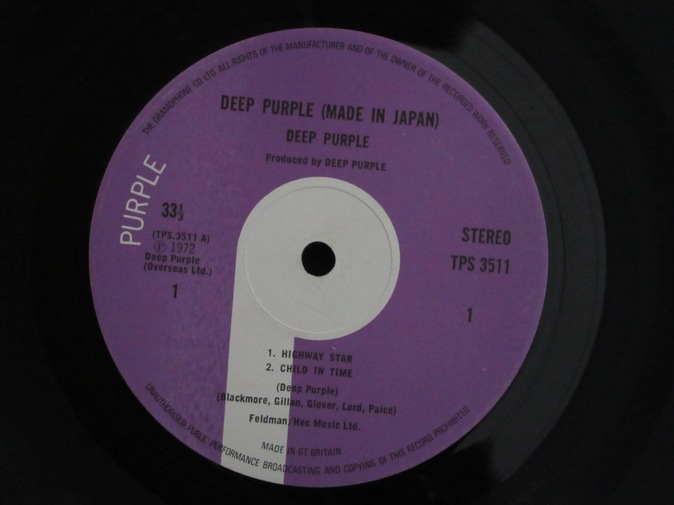 THE GRAMOPHONE CO LTD. ALL RIGHTS OF THE MANUFACTURER AND OF THE OWNER OF THE RECORDED WORK RESERVED.
DEEP PURPLE (MADE IN JAPAN)
DEEP PURPLE
Produced by DEEP PURPLE
PURPLE
33⅓
(TPS.3511 A)
℗ 1972
Deep Purple
(Overseas Ltd.)
1
STEREO
TPS 3511
1
1. HIGHWAY STAR
2. CHILD IN TIME
(Deep Purple)
(Blackmore, Gillan, Glover, Lord, Paice)
Feldman/Hec Music Ltd.
MADE IN GT BRITAIN
UNAUTHORISED PUBLIC PERFORMANCE BROADCASTING AND COPYING OF THIS RECORD PROHIBITED